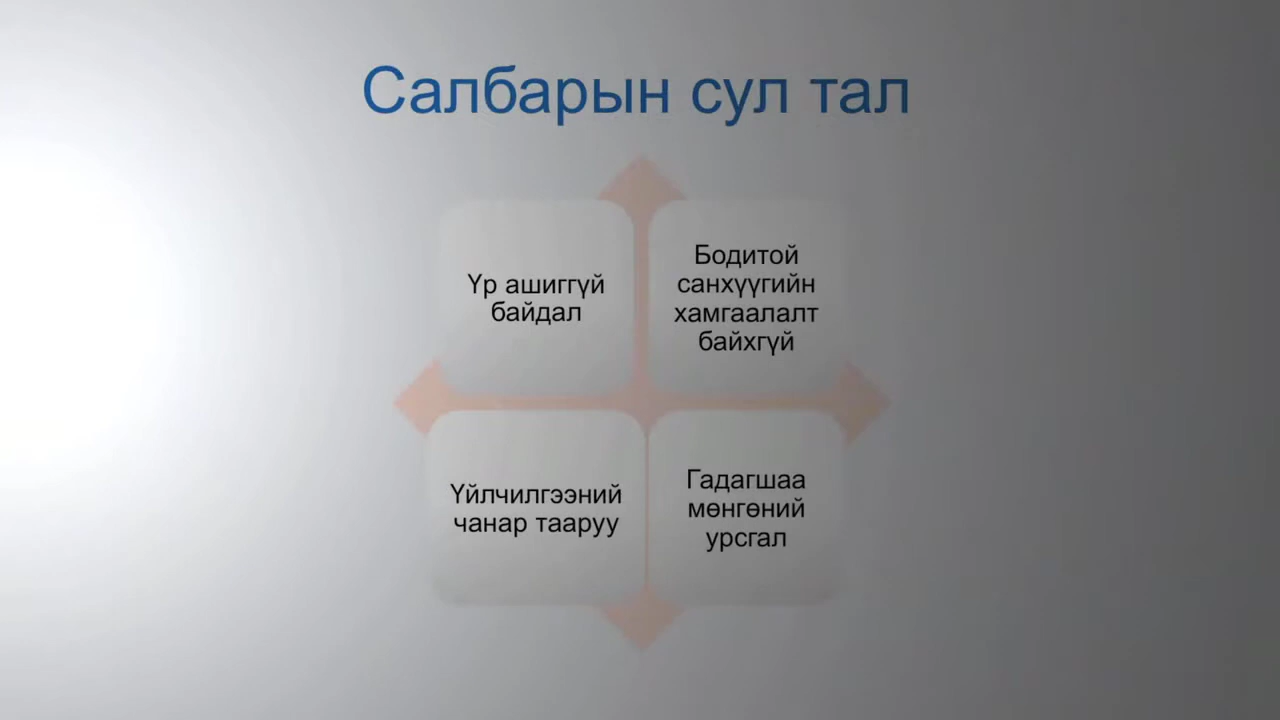 Салбарын сул тал
Үр ашиггүй
байдал
Бодитой
санхүүгийн
хамгаалалт
байхгүй
Үйлчилгээний
чанар тааруу
Гадагшаа
мөнгөний
урсгал